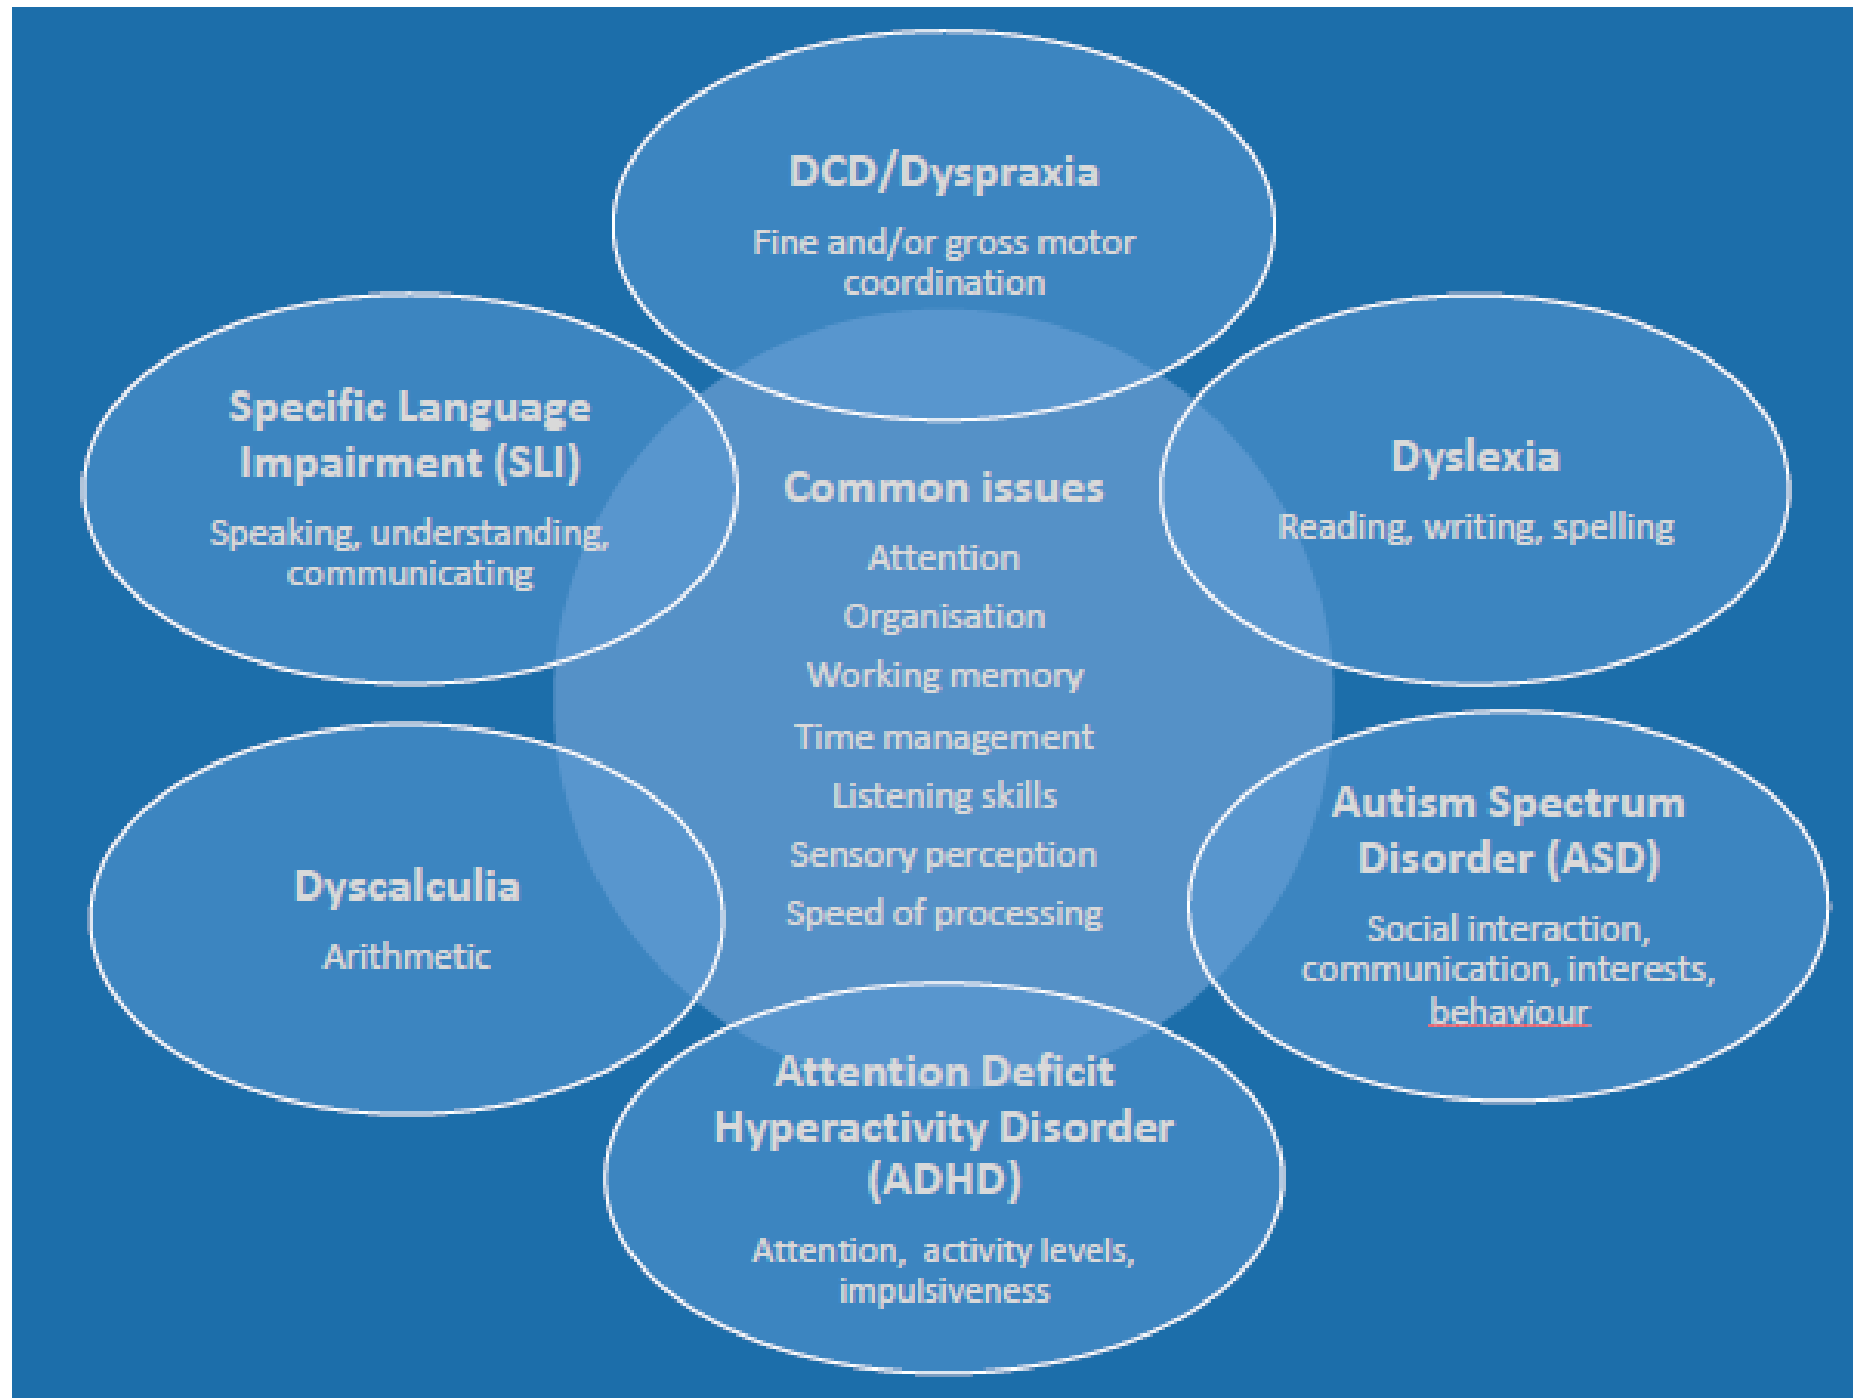 DCD/Dyspraxia
Fine and/or gross motor
coordination
Specific Language
Impairment (SLI)
Speaking, understanding,
communicating
Dyslexia
Reading, writing, spelling
Common issues
Attention
Organisation
Working memory
Time management
Listening skills
Sensory perception
Speed of processing
Dyscalculia
Arithmetic
Autism Spectrum
Disorder (ASD)
Social interaction,
communication, interests,
behaviour
Attention Deficit
Hyperactivity Disorder
(ADHD)
Attention, activity levels,
impulsiveness